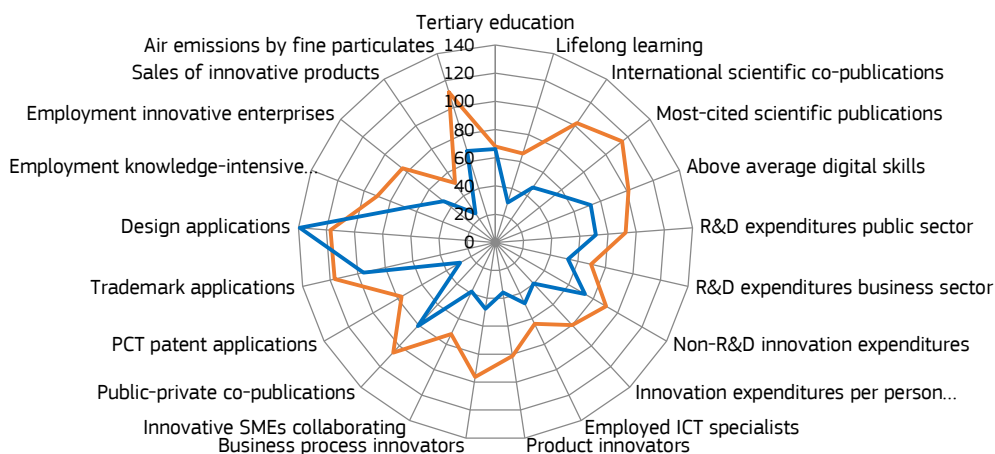 Tertiary education
Lifelong learning
International scientific co-publications
Most-cited scientific publications
Above average digital skills
R&D expenditures public sector
R&D expenditures business sector
Non-R&D innovation expenditures
Innovation expenditures per person...
Employed ICT specialists
Product innovators
Business process innovators
Innovative SMEs collaborating
Public-private co-publications
PCT patent applications
Trademark applications
Design applications
Employment knowledge-intensive...
Employment innovative enterprises
Sales of innovative products
Air emissions by fine particulates
140
120
100
80
60
40
20
0